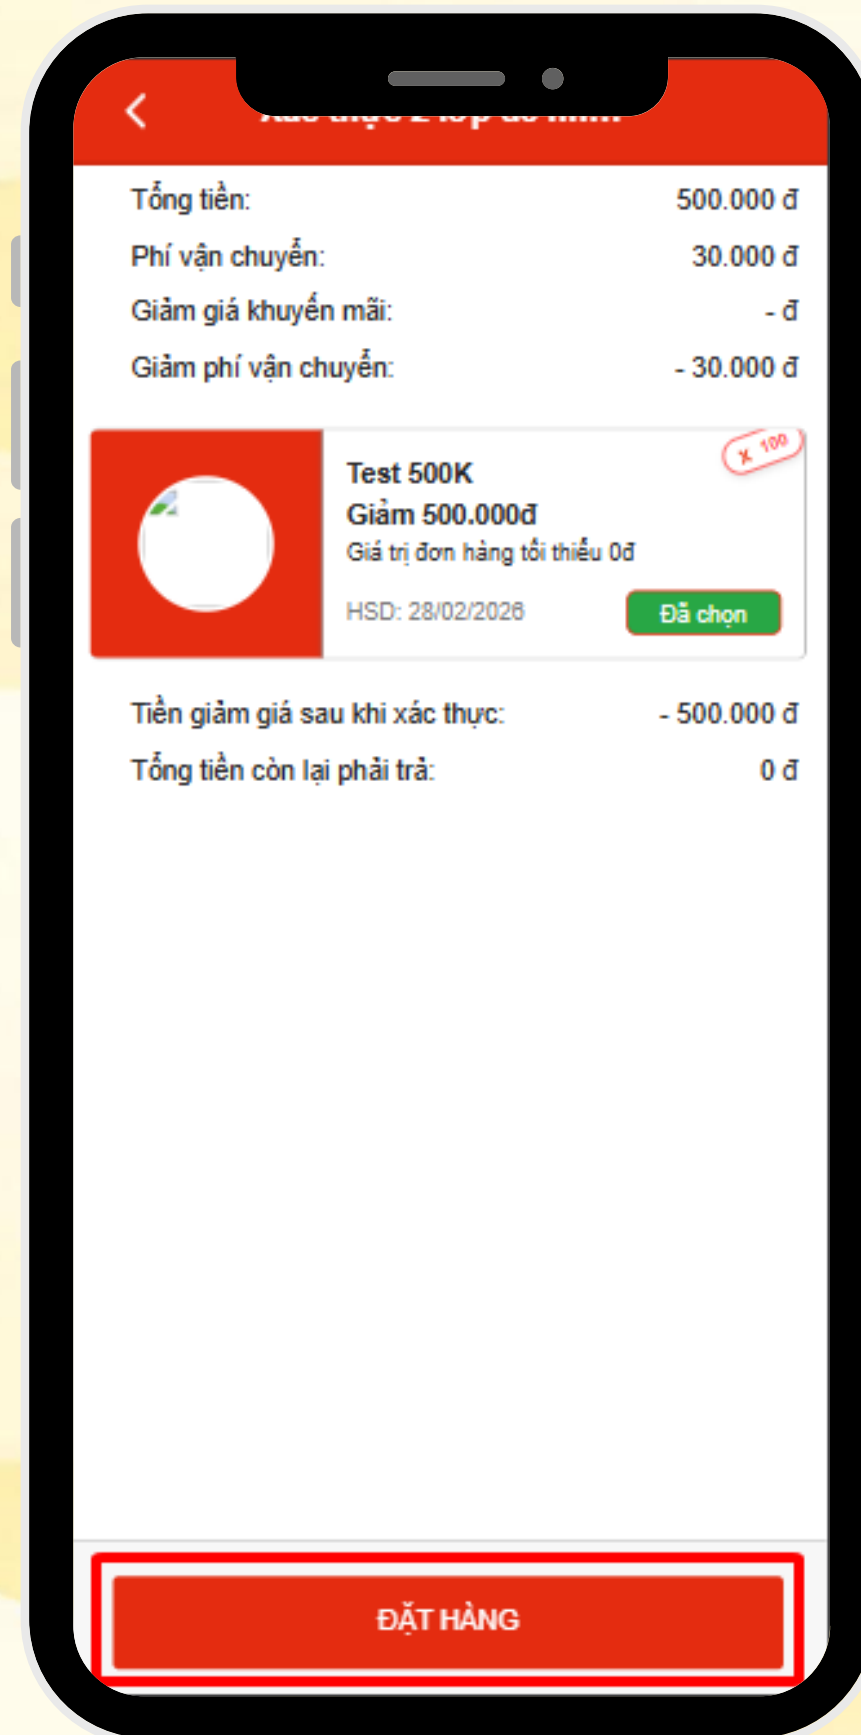 Tổng tiền: 500.000 đ
Phí vận chuyển: 30.000 đ
Giảm giá khuyến mãi: - đ
Giảm phí vận chuyển: - 30.000 đ
X 100
Test 500K
Giảm 500.000đ
Giá trị đơn hàng tối thiểu 0đ
HSD: 28/02/2026 Đã chọn
Tiền giảm giá sau khi xác thực: - 500.000 đ
Tổng tiền còn lại phải trả: 0 đ
ĐẶT HÀNG